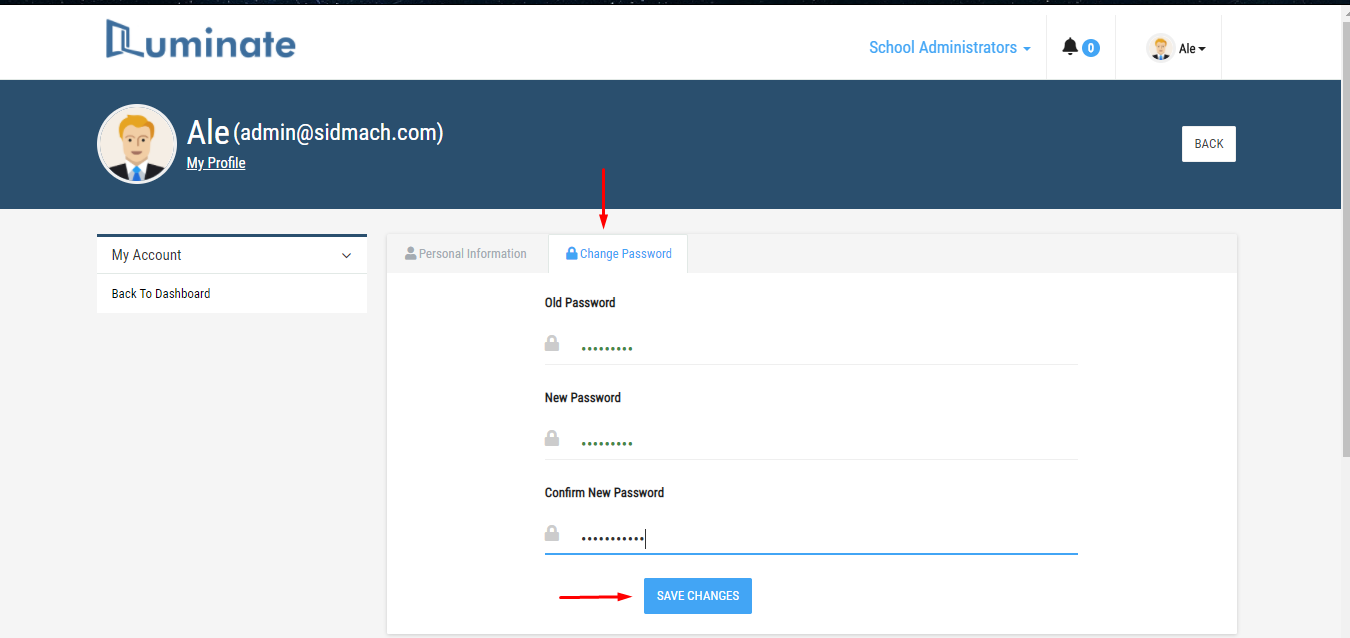 Luminate
School Administrators
0
Ale
Ale (admin@sidmach.com)
My Profile
BACK
My Account
Back To Dashboard
Personal Information
Change Password
Old Password
•••••••••
New Password
•••••••••
Confirm New Password
•••••••••••
SAVE CHANGES